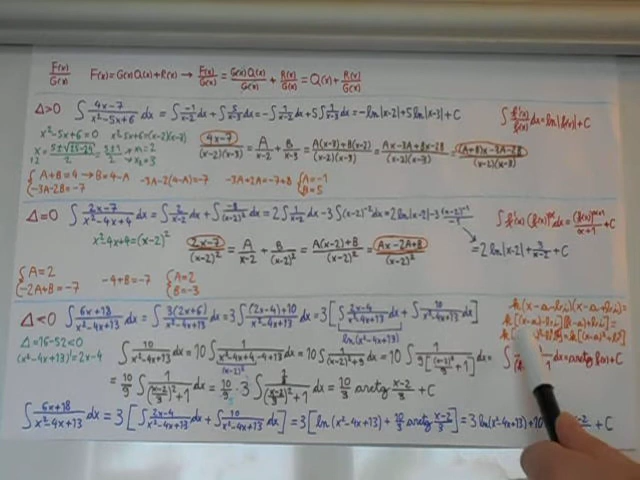 F(x)/G(x)   F(x)=G(x)Q(x)+R(x) → F(x)/G(x) = G(x)Q(x)/G(x) + R(x)/G(x) = Q(x) + R(x)/G(x)
Δ>0   ∫ (4x-7)/(x²-5x+6) dx = ∫ -1/(x-2) dx + ∫ 5/(x-3) dx = -∫ 1/(x-2) dx + 5∫ 1/(x-3) dx = -ln|x-2| + 5ln|x-3| + C   ∫ f'(x)/f(x) dx = ln|f(x)| + C
x²-5x+6=0   x²-5x+6=(x-2)(x-3)
x = (5±√(25-24))/2 = (5±1)/2   x₁=2   x₂=3
(4x-7)/((x-2)(x-3)) = A/(x-2) + B/(x-3) = (A(x-3)+B(x-2))/((x-2)(x-3)) = (Ax-3A+Bx-2B)/((x-2)(x-3)) = ((A+B)x-3A-2B)/((x-2)(x-3))
{ A+B=4 → B=4-A   -3A-2(4-A)=-7   -3A+2A=-7+8   { A=-1
-3A-2B=-7   B=5
Δ=0   ∫ (2x-7)/(x²-4x+4) dx = ∫ 2/(x-2) dx + ∫ -3/(x-2)² dx = 2∫ 1/(x-2) dx - 3∫ (x-2)⁻² dx = 2ln|x-2| - 3 (x-2)⁻¹/-1   ∫ f'(x) (f(x))^α dx = (f(x))^(α+1)/(α+1) + C
x²-4x+4=(x-2)²
= 2ln|x-2| + 3/(x-2) + C
(2x-7)/(x-2)² = A/(x-2) + B/(x-2)² = (A(x-2)+B)/(x-2)² = (Ax-2A+B)/(x-2)²
{ A=2   -4+B=-7   { A=2
-2A+B=-7   B=-3
Δ<0   ∫ (6x+18)/(x²-4x+13) dx = ∫ 3(2x+6)/(x²-4x+13) dx = 3∫ ((2x-4)+10)/(x²-4x+13) dx = 3[∫ (2x-4)/(x²-4x+13) dx + ∫ 10/(x²-4x+13) dx]
ln(x²-4x+13)
Δ=16-52<0
(x²-4x+13)'=2x-4
∫ 10/(x²-4x+13) dx = 10∫ 1/(x²-4x+4-4+13) dx = 10∫ 1/((x-2)²+9) dx = 10∫ 1/(9[(x-2)²/9+1]) dx =
(x-2)²
dx = arctg f(x) + C
= 10/9 ∫ 1/(((x-2)/3)²+1) dx = 10/9 · 3 ∫ (1/3)/(((x-2)/3)²+1) dx = 10/3 arctg (x-2)/3 + C
∫ (6x+18)/(x²-4x+13) dx = 3[∫ (2x-4)/(x²-4x+13) dx + ∫ 10/(x²-4x+13) dx] = 3[ln(x²-4x+13) + 10/3 arctg (x-2)/3] = 3 ln(x²-4x+13) + 10 + C